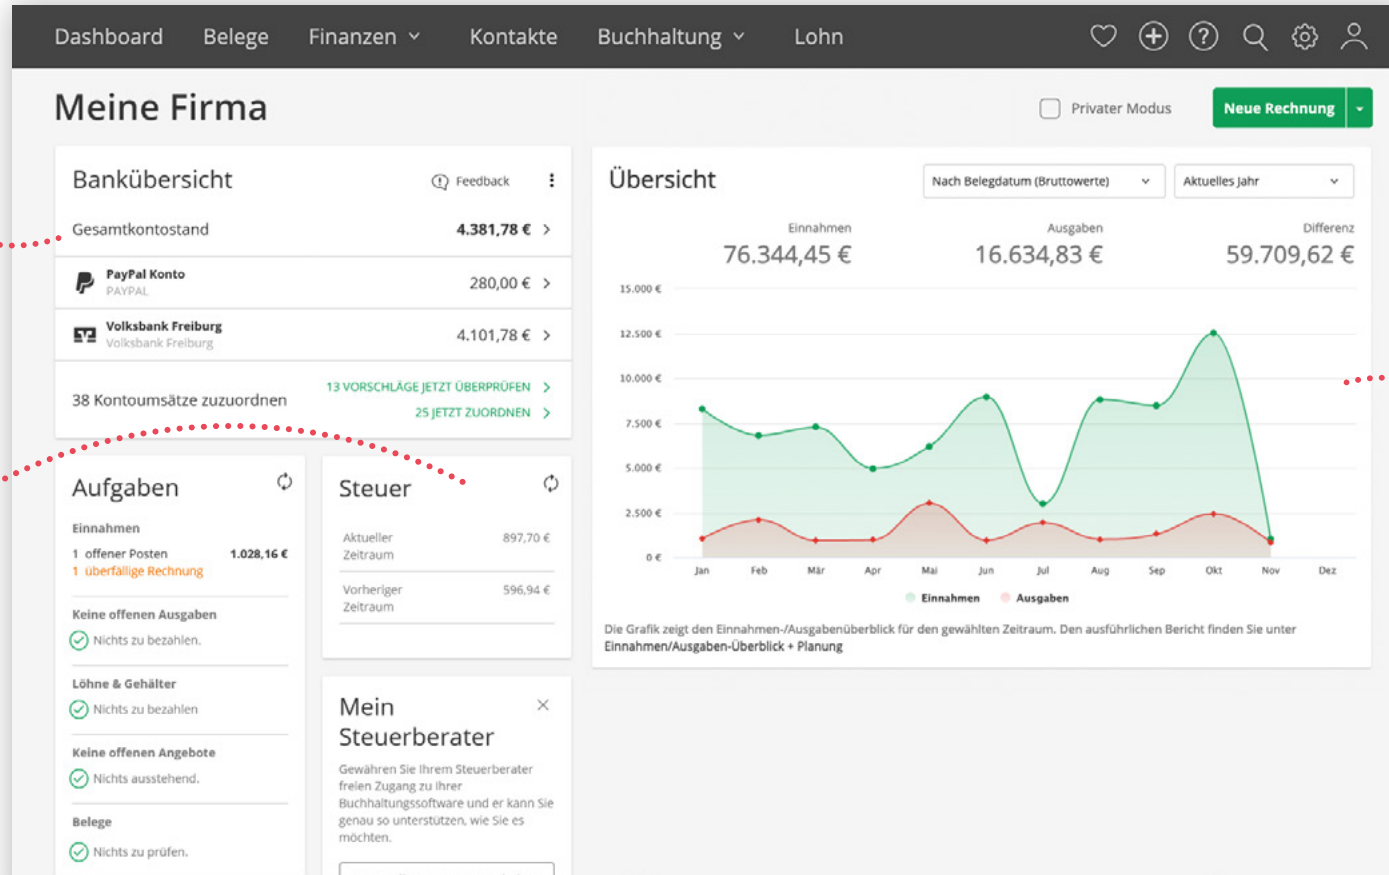 Dashboard Belege Finanzen Kontakte Buchhaltung Lohn
Meine Firma
Privater Modus
Neue Rechnung
Bankübersicht
Feedback
Gesamtkontostand 4.381,78 €
PayPal Konto
PAYPAL
280,00 €
Volksbank Freiburg
Volksbank Freiburg
4.101,78 €
38 Kontoumsätze zuzuordnen
13 VORSCHLÄGE JETZT ÜBERPRÜFEN
25 JETZT ZUORDNEN
Aufgaben
Einnahmen
1 offener Posten 1.028,16 €
1 überfällige Rechnung
Keine offenen Ausgaben
Nichts zu bezahlen.
Löhne & Gehälter
Nichts zu bezahlen
Keine offenen Angebote
Nichts ausstehend.
Belege
Nichts zu prüfen.
Steuer
Aktueller
Zeitraum
897,70 €
Vorheriger
Zeitraum
596,94 €
Mein
Steuerberater
Gewähren Sie Ihrem Steuerberater
freien Zugang zu Ihrer
Buchhaltungssoftware und er kann Sie
genau so unterstützen, wie Sie es
möchten.
Übersicht
Nach Belegdatum (Bruttowerte)
Aktuelles Jahr
Einnahmen Ausgaben Differenz
76.344,45 € 16.634,83 € 59.709,62 €
15.000 €
12.500 €
10.000 €
7.500 €
5.000 €
2.500 €
0 €
Jan Feb Mär Apr Mai Jun Jul Aug Sep Okt Nov Dez
Einnahmen Ausgaben
Die Grafik zeigt den Einnahmen-/Ausgabenüberblick für den gewählten Zeitraum. Den ausführlichen Bericht finden Sie unter
Einnahmen/Ausgaben-Überblick + Planung